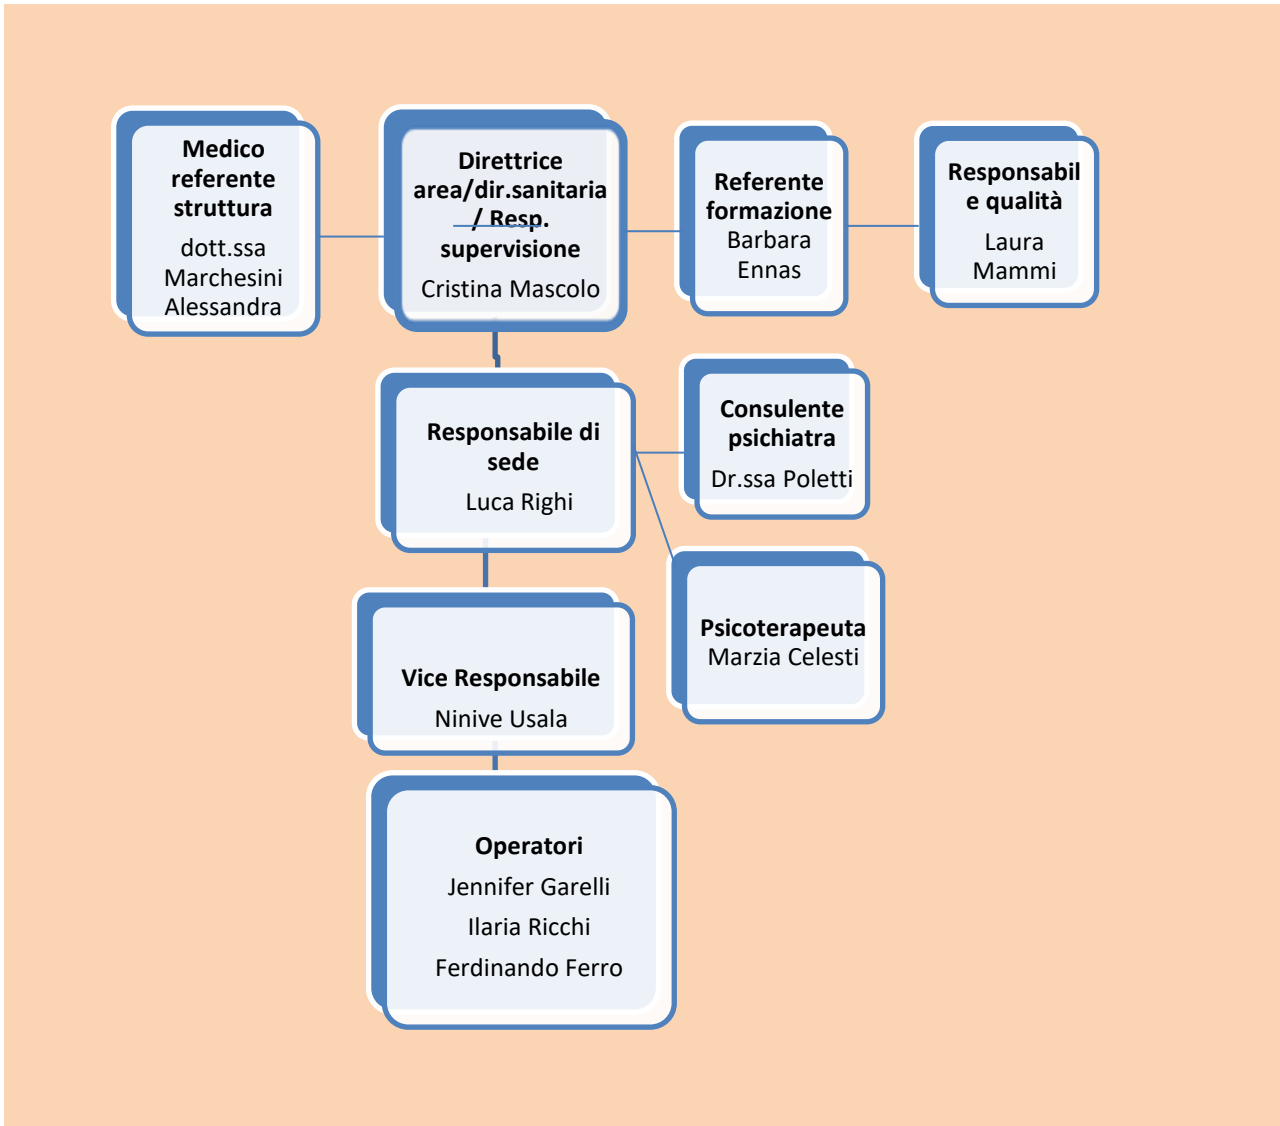 Medico
referente
struttura
dott.ssa
Marchesini
Alessandra
Direttrice
area/dir.sanitaria
/ Resp.
supervisione
Cristina Mascolo
Referente
formazione
Barbara
Ennas
Responsabil
e qualità
Laura
Mammi
Responsabile di
sede
Luca Righi
Consulente
psichiatra
Dr.ssa Poletti
Psicoterapeuta
Marzia Celesti
Vice Responsabile
Ninive Usala
Operatori
Jennifer Garelli
Ilaria Ricchi
Ferdinando Ferro